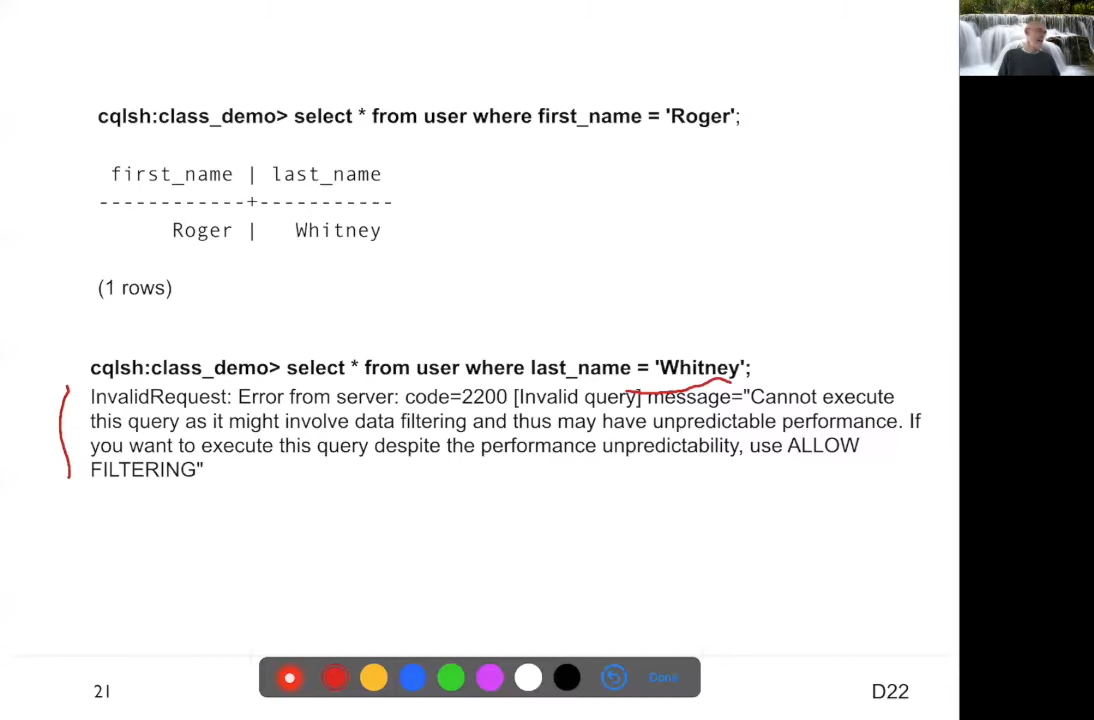 cqlsh:class_demo> select * from user where first_name = 'Roger';
first_name | last_name
------------+-----------
Roger | Whitney
(1 rows)
cqlsh:class_demo> select * from user where last_name = 'Whitney';
InvalidRequest: Error from server: code=2200 [Invalid query] message="Cannot execute
this query as it might involve data filtering and thus may have unpredictable performance. If
you want to execute this query despite the performance unpredictability, use ALLOW
FILTERING"
21
Done
D22